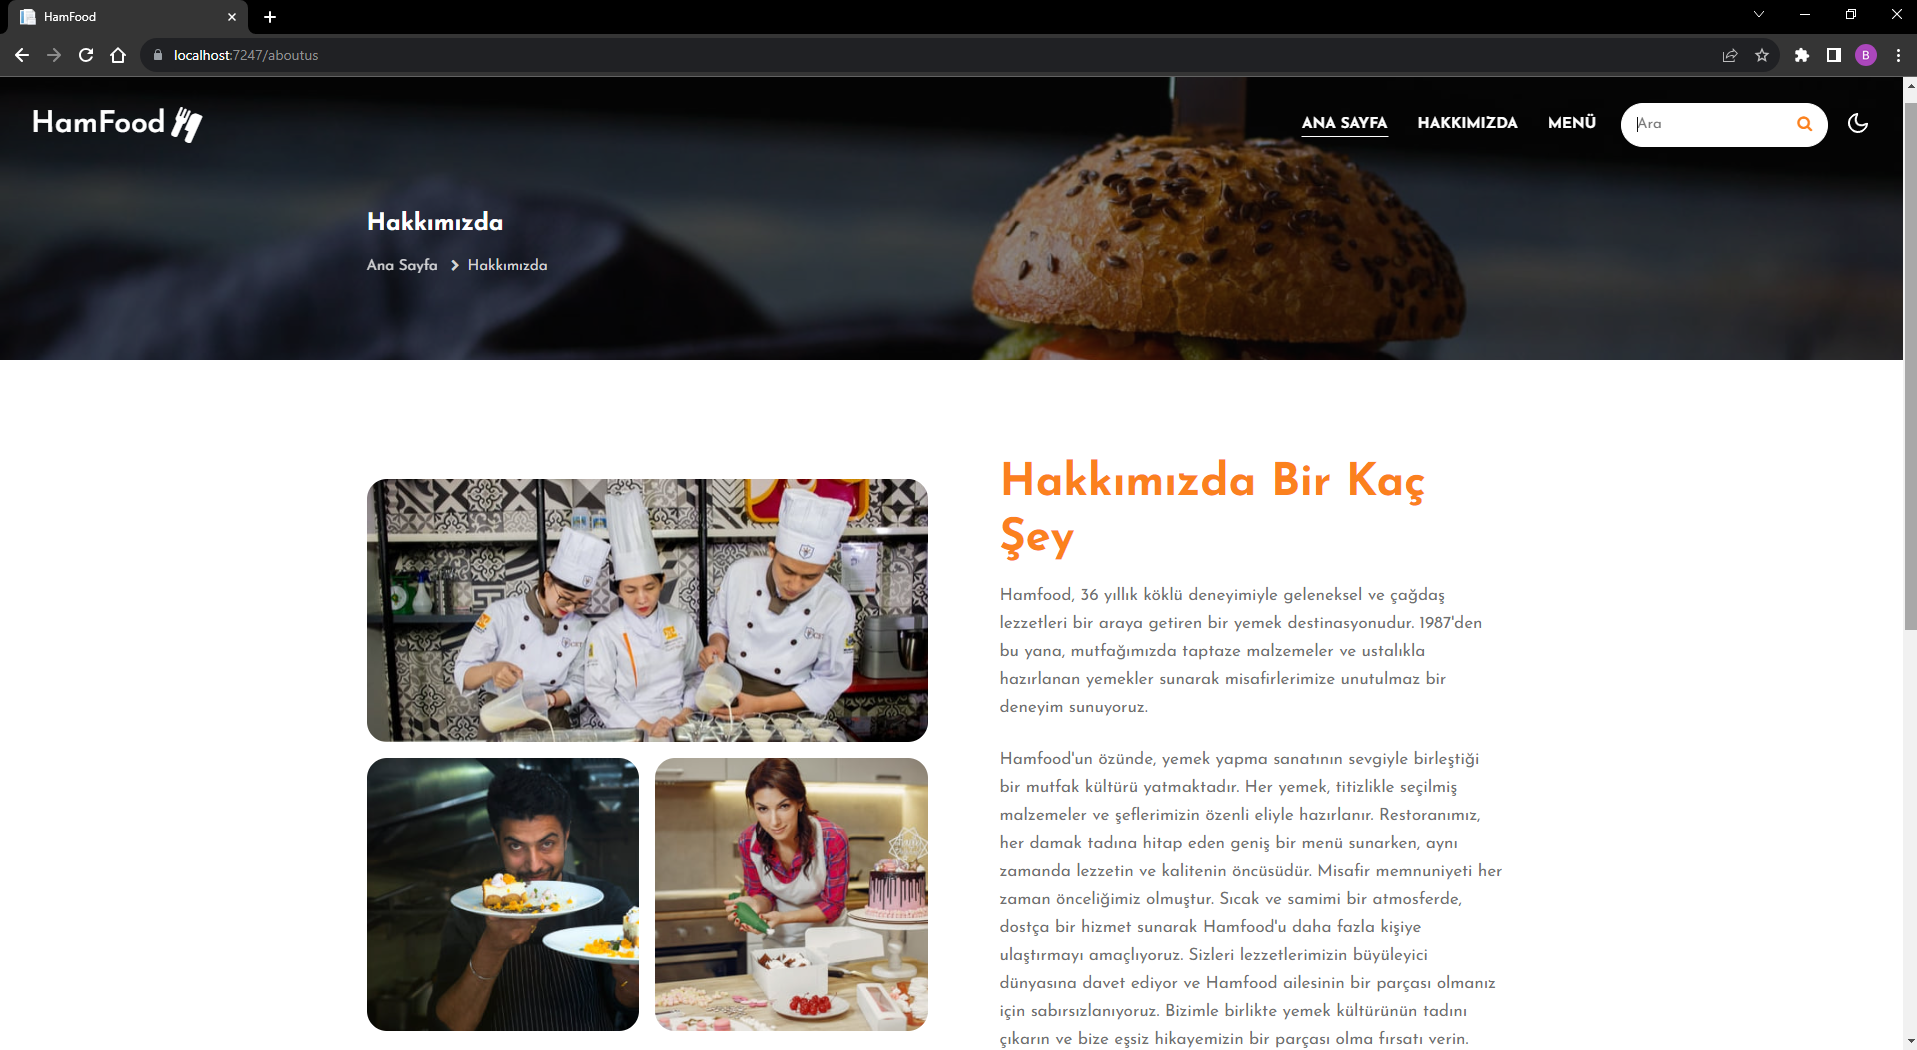 HamFood
localhost:7247/aboutus
B
HamFood
ANA SAYFA
HAKKIMIZDA
MENÜ
Ara
Hakkımızda
Ana Sayfa
Hakkımızda
Hakkımızda Bir Kaç
Şey
Hamfood, 36 yıllık köklü deneyimiyle geleneksel ve çağdaş
lezzetleri bir araya getiren bir yemek destinasyonudur. 1987'den
bu yana, mutfağımızda taptaze malzemeler ve ustalıkla
hazırlanan yemekler sunarak misafirlerimize unutulmaz bir
deneyim sunuyoruz.
Hamfood'un özünde, yemek yapma sanatının sevgiyle birleştiği
bir mutfak kültürü yatmaktadır. Her yemek, titizlikle seçilmiş
malzemeler ve şeflerimizin özenli eliyle hazırlanır. Restoranımız,
her damak tadına hitap eden geniş bir menü sunarken, aynı
zamanda lezzetin ve kalitenin öncüsüdür. Misafir memnuniyeti her
zaman önceliğimiz olmuştur. Sıcak ve samimi bir atmosferde,
dostça bir hizmet sunarak Hamfood'u daha fazla kişiye
ulaştırmayı amaçlıyoruz. Sizleri lezzetlerimizin büyüleyici
dünyasına davet ediyor ve Hamfood ailesinin bir parçası olmanız
için sabırsızlanıyoruz. Bizimle birlikte yemek kültürünün tadını
çıkarın ve bize eşsiz hikayemizin bir parçası olma fırsatı verin.